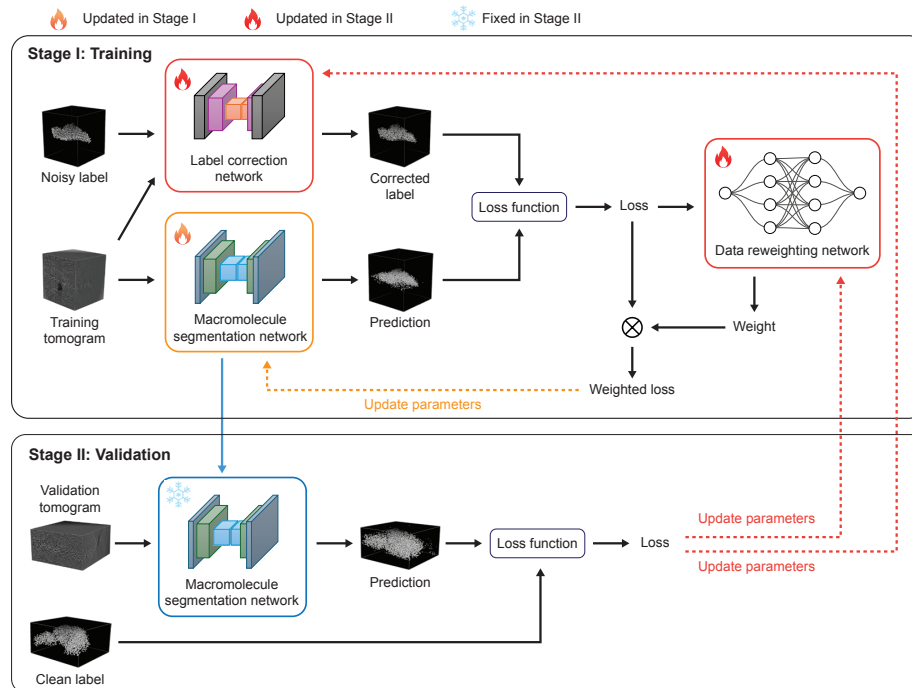 Updated in Stage I
Updated in Stage II
Fixed in Stage II
Stage I: Training
Noisy label
Label correction
network
Corrected
label
Loss function
Loss
Data reweighting network
Training
tomogram
Macromolecule
segmentation network
Prediction
Weight
Weighted loss
Update parameters
Stage II: Validation
Validation
tomogram
Macromolecule
segmentation network
Prediction
Loss function
Loss
Update parameters
Update parameters
Clean label